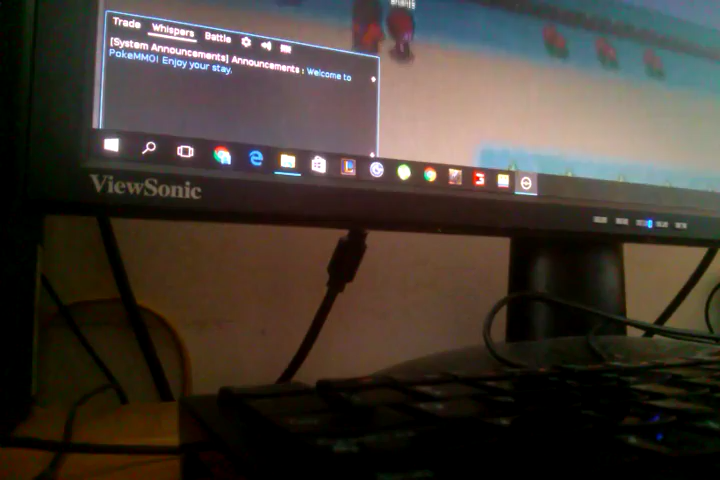 Trade Whispers Battle
[System Announcements] Announcements : Welcome to
PokeMMO! Enjoy your stay.
ViewSonic